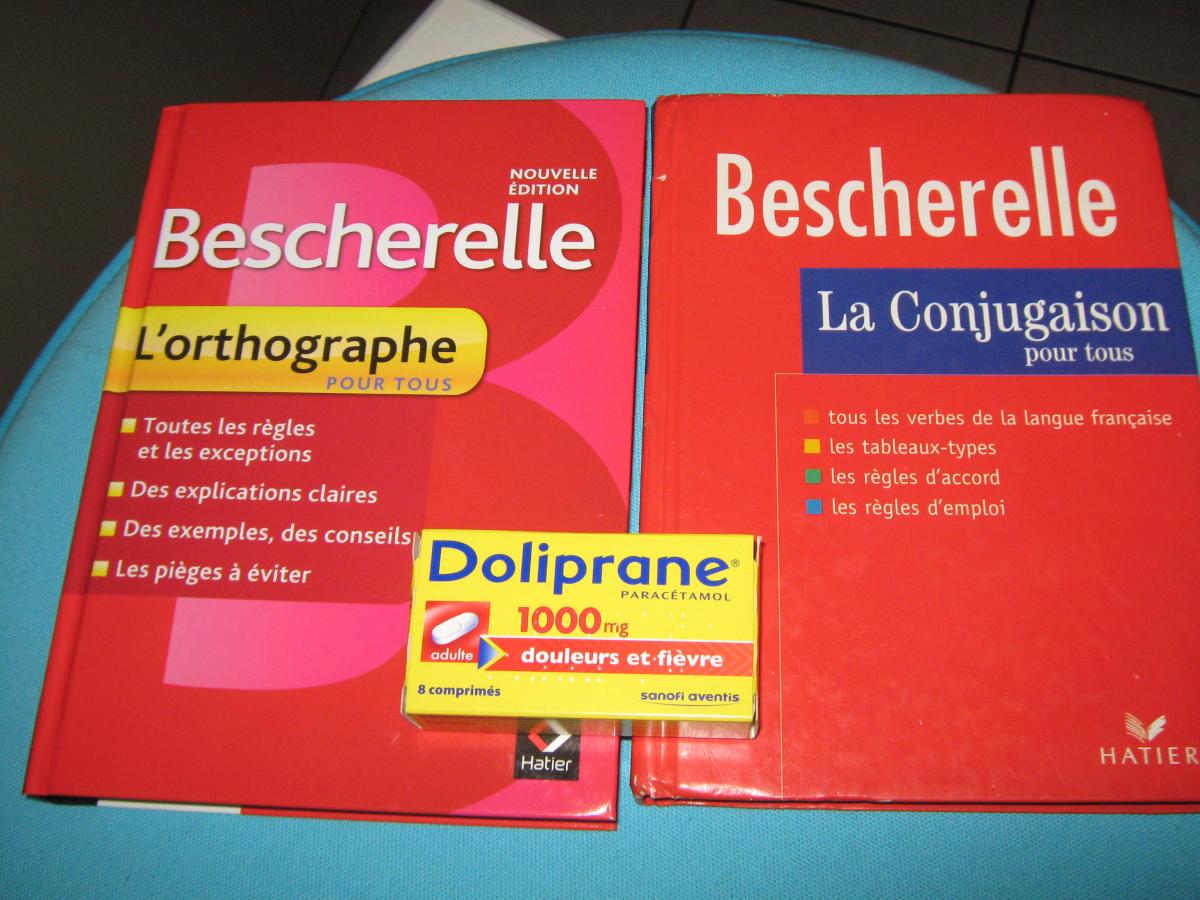 NOUVELLE
ÉDITION
Bescherelle
L'orthographe
POUR TOUS
Toutes les règles
et les exceptions
Des explications claires
Des exemples, des conseils
Les pièges à éviter
Hatier
Bescherelle
La Conjugaison
pour tous
tous les verbes de la langue française
les tableaux-types
les règles d'accord
les règles d'emploi
HATIER
Doliprane®
PARACÉTAMOL
1000 mg
adulte
douleurs et fièvre
8 comprimés
sanofi aventis